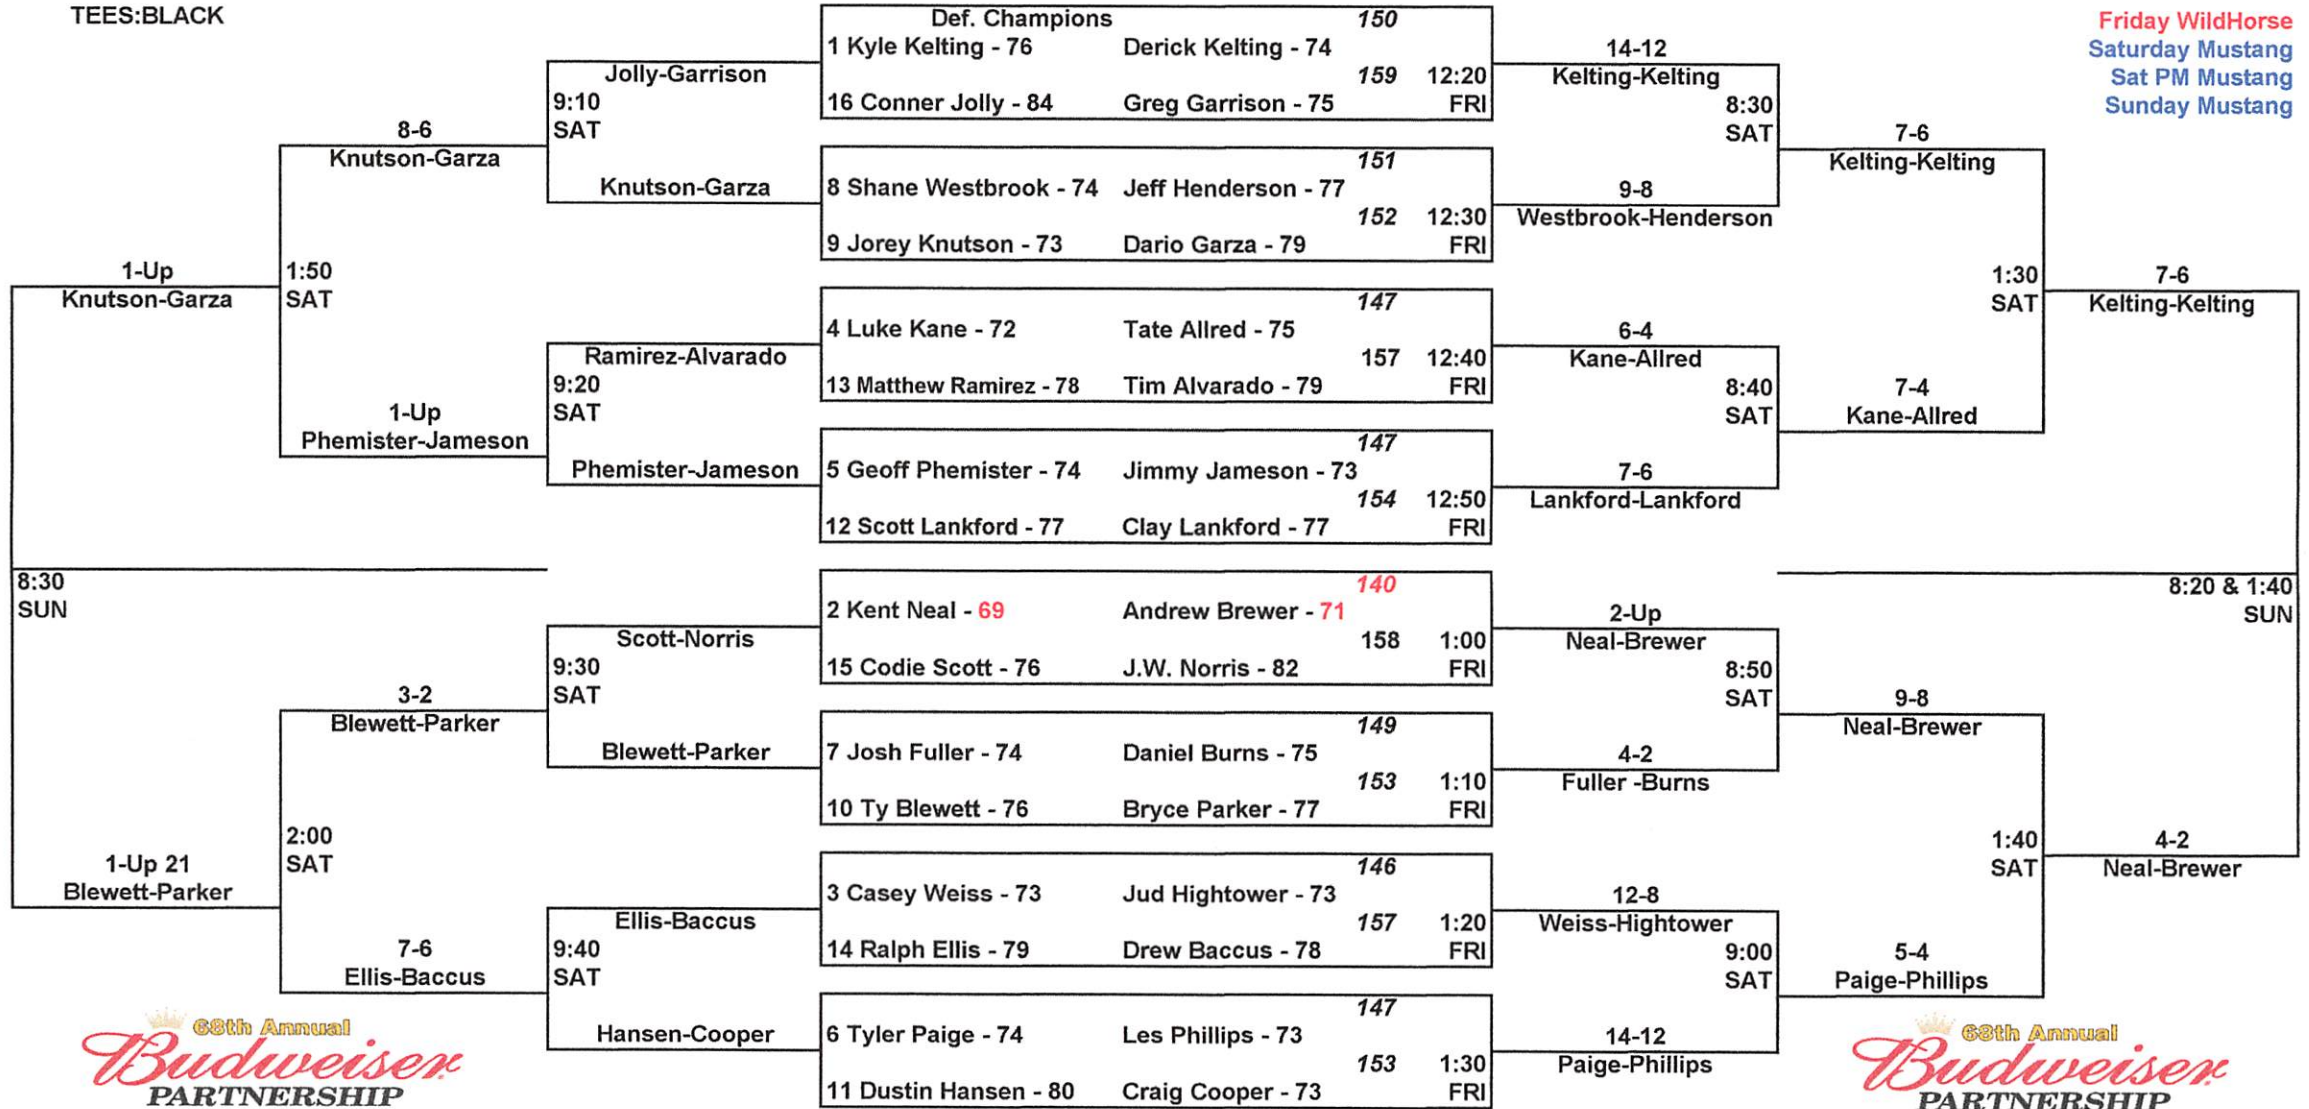 TEES:BLACK
Friday WildHorse
Saturday Mustang
Sat PM Mustang
Sunday Mustang
Def. Champions 150
1 Kyle Kelting - 76 Derick Kelting - 74
159 12:20
16 Conner Jolly - 84 Greg Garrison - 75 FRI
151
8 Shane Westbrook - 74 Jeff Henderson - 77
152 12:30
9 Jorey Knutson - 73 Dario Garza - 79 FRI
147
4 Luke Kane - 72 Tate Allred - 75
157 12:40
13 Matthew Ramirez - 78 Tim Alvarado - 79 FRI
147
5 Geoff Phemister - 74 Jimmy Jameson - 73
154 12:50
12 Scott Lankford - 77 Clay Lankford - 77 FRI
140
2 Kent Neal - 69 Andrew Brewer - 71
158 1:00
15 Codie Scott - 76 J.W. Norris - 82 FRI
149
7 Josh Fuller - 74 Daniel Burns - 75
153 1:10
10 Ty Blewett - 76 Bryce Parker - 77 FRI
146
3 Casey Weiss - 73 Jud Hightower - 73
157 1:20
14 Ralph Ellis - 79 Drew Baccus - 78 FRI
147
6 Tyler Paige - 74 Les Phillips - 73
153 1:30
11 Dustin Hansen - 80 Craig Cooper - 73 FRI
Jolly-Garrison
9:10
SAT
Knutson-Garza
Ramirez-Alvarado
9:20
SAT
Phemister-Jameson
Scott-Norris
9:30
SAT
Blewett-Parker
Ellis-Baccus
9:40
SAT
Hansen-Cooper
8-6
Knutson-Garza
1:50
SAT
1-Up
Phemister-Jameson
3-2
Blewett-Parker
2:00
SAT
7-6
Ellis-Baccus
1-Up
Knutson-Garza
8:30
SUN
1-Up 21
Blewett-Parker
14-12
Kelting-Kelting
8:30
SAT
9-8
Westbrook-Henderson
6-4
Kane-Allred
8:40
SAT
7-6
Lankford-Lankford
2-Up
Neal-Brewer
8:50
SAT
4-2
Fuller -Burns
12-8
Weiss-Hightower
9:00
SAT
14-12
Paige-Phillips
7-6
Kelting-Kelting
1:30
SAT
7-4
Kane-Allred
9-8
Neal-Brewer
1:40
SAT
5-4
Paige-Phillips
7-6
Kelting-Kelting
8:20 & 1:40
SUN
4-2
Neal-Brewer
68th Annual
Budweiser
PARTNERSHIP
68th Annual
Budweiser
PARTNERSHIP